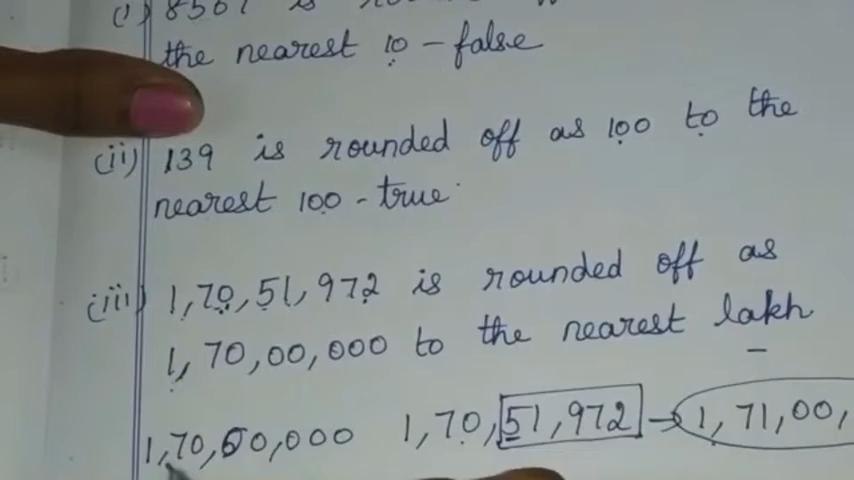 (i) 8567 is
the nearest 10 - false
(ii) 139 is rounded off as 100 to the
nearest 100 - true
(iii) 1,70,51,972 is rounded off as
1,70,00,000 to the nearest lakh
1,70,00,000 1,70,51,972 → 1,71,00,